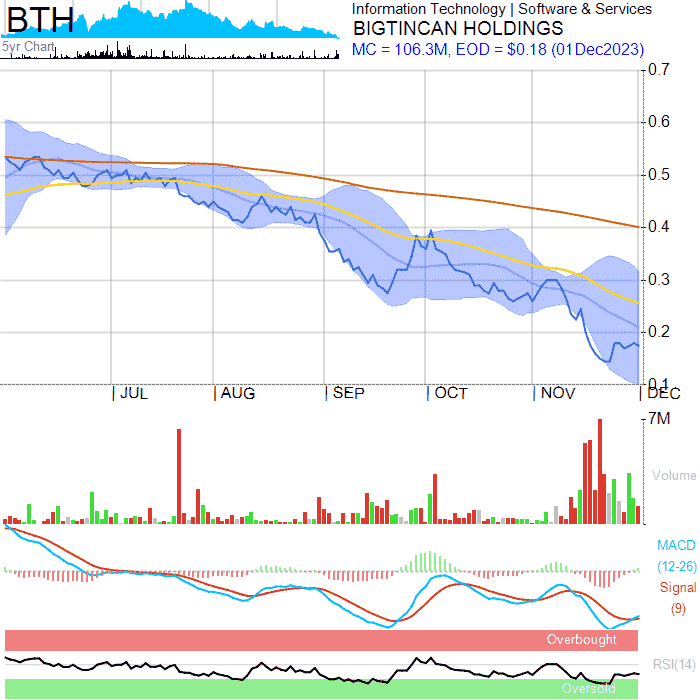 BTH
5yr Chart
Information Technology | Software & Services
BIGTINCAN HOLDINGS
MC = 106.3M, EOD = $0.18 (01Dec2023)
0.7
0.6
0.5
0.4
0.3
0.2
0.1
JUL
AUG
SEP
OCT
NOV
DEC
7M
Volume
MACD
(12-26)
Signal
(9)
Overbought
RSI(14)
Oversold